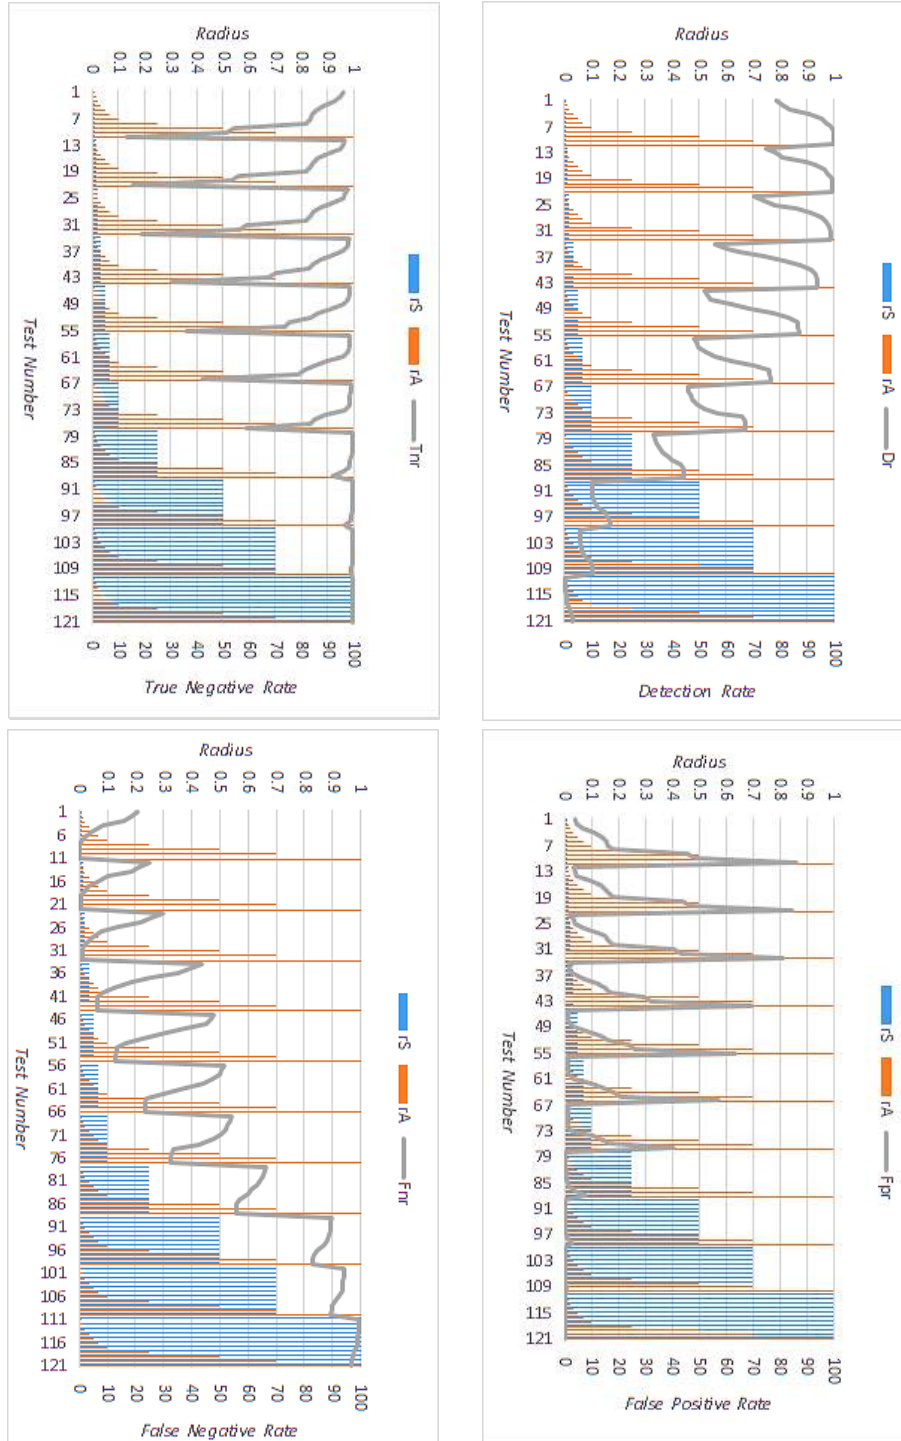 Radius
0 0.1 0.2 0.3 0.4 0.5 0.6 0.7 0.8 0.9 1
1 7 13 19 25 31 37 43 49 55 61 67 73 79 85 91 97 103 109 115 121
Test Number
rS rA Tnr
0 10 20 30 40 50 60 70 80 90 100
True Negative Rate
Radius
0 0.1 0.2 0.3 0.4 0.5 0.6 0.7 0.8 0.9 1
1 7 13 19 25 31 37 43 49 55 61 67 73 79 85 91 97 103 109 115 121
Test Number
rS rA Dr
0 10 20 30 40 50 60 70 80 90 100
Detection Rate
Radius
0 0.1 0.2 0.3 0.4 0.5 0.6 0.7 0.8 0.9 1
1 6 11 16 21 26 31 36 41 46 51 56 61 66 71 76 81 86 91 96 101 106 111 116 121
Test Number
rS rA Fnr
0 10 20 30 40 50 60 70 80 90 100
False Negative Rate
Radius
0 0.1 0.2 0.3 0.4 0.5 0.6 0.7 0.8 0.9 1
1 7 13 19 25 31 37 43 49 55 61 67 73 79 85 91 97 103 109 115 121
Test Number
rS rA Fpr
0 10 20 30 40 50 60 70 80 90 100
False Positive Rate